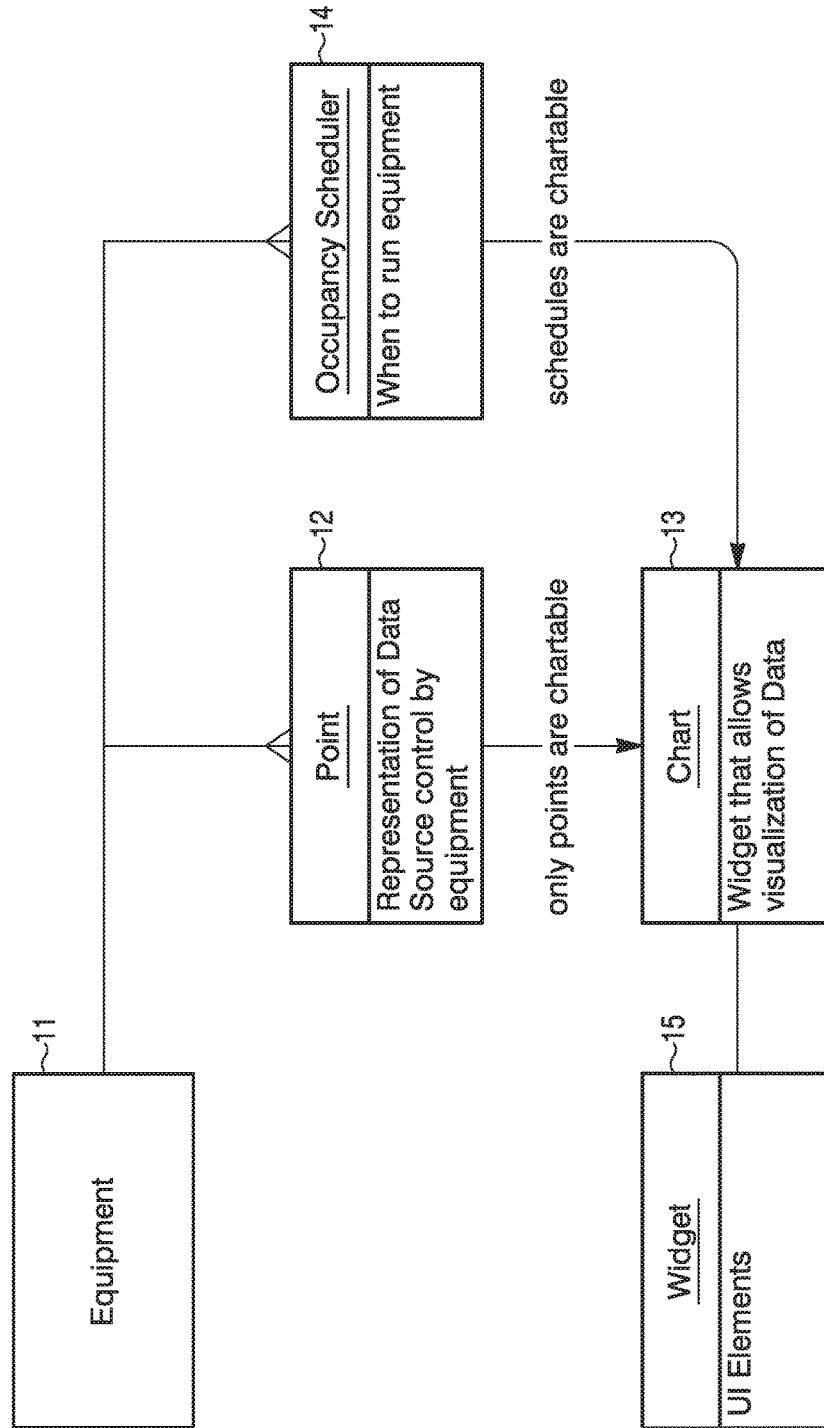 11
Equipment
12
Point
Representation of Data
Source control by
equipment
14
Occupancy Scheduler
When to run equipment
only points are chartable
schedules are chartable
15
Widget
UI Elements
13
Chart
Widget that allows
visualization of Data